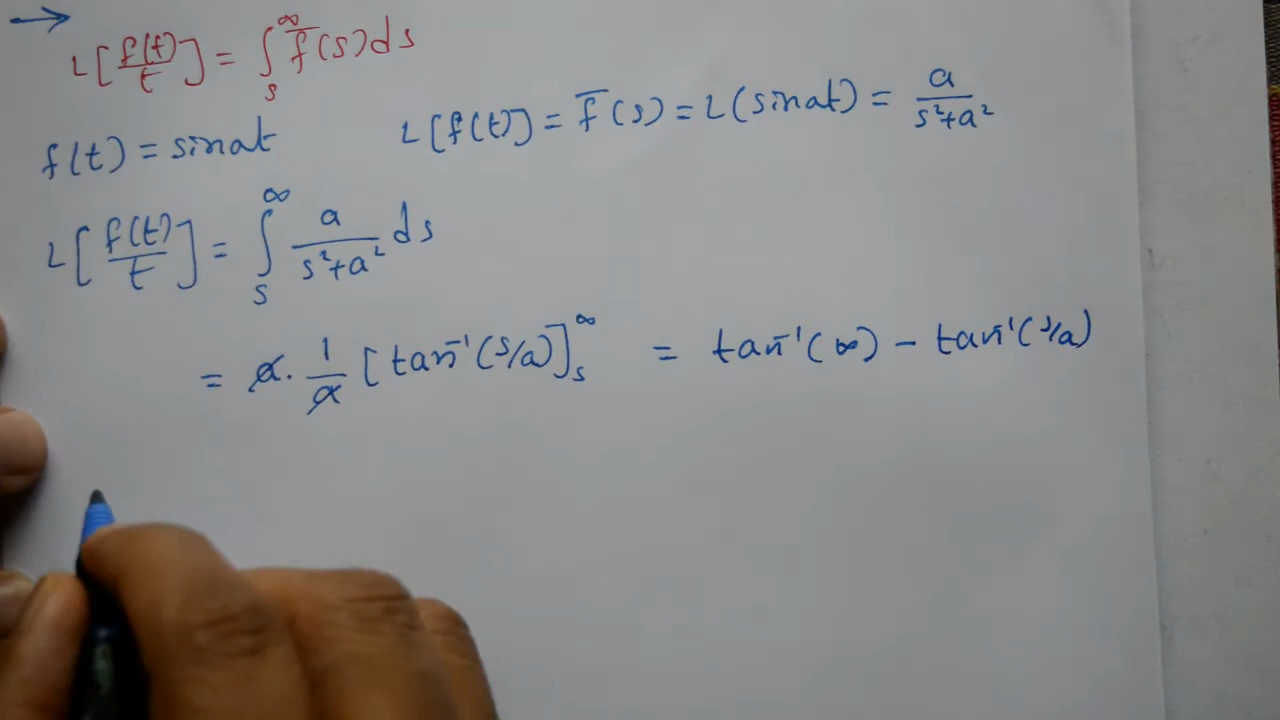 → L[f(t)/t] = ∫_s^∞ f̅(s)ds
f(t) = sinat L[f(t)] = f̅(s) = L(sinat) = a/(s²+a²)
L[f(t)/t] = ∫_s^∞ a/(s²+a²) ds
= a. 1/a [tan⁻¹(s/a)]_s^∞ = tan⁻¹(∞) – tan⁻¹(s/a)